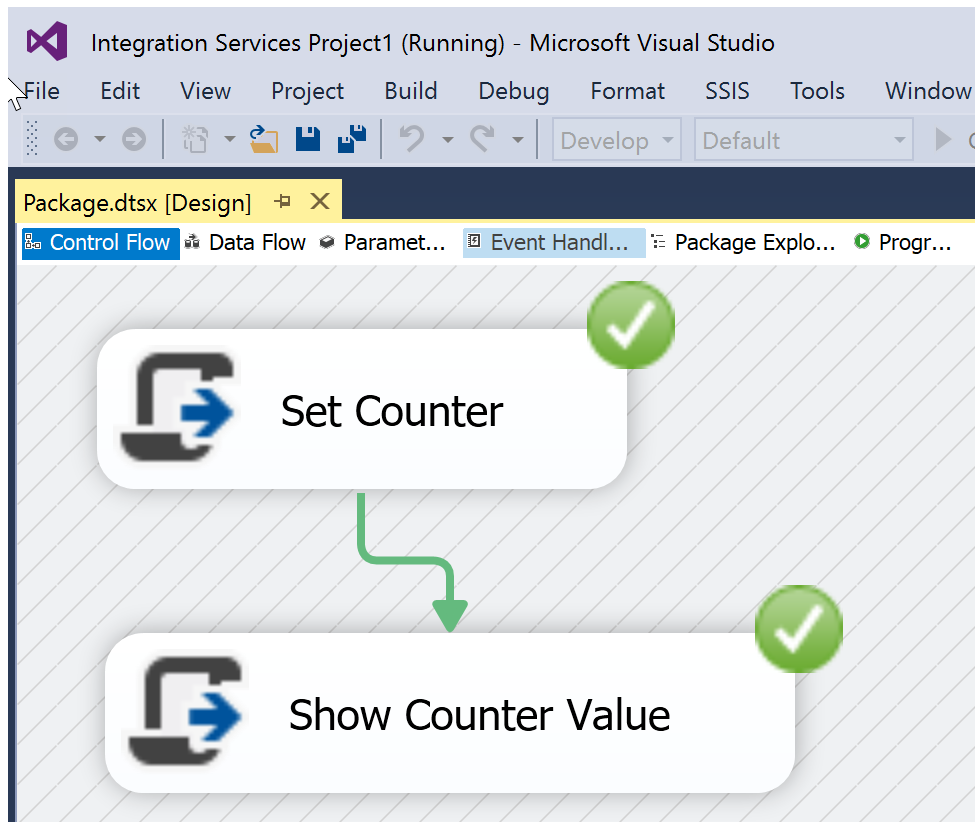 Integration Services Project1 (Running) - Microsoft Visual Studio
File Edit View Project Build Debug Format SSIS Tools Window
Develop Default
Package.dtsx [Design]
Control Flow Data Flow Paramet... Event Handl... Package Explo... Progr...
Set Counter
Show Counter Value